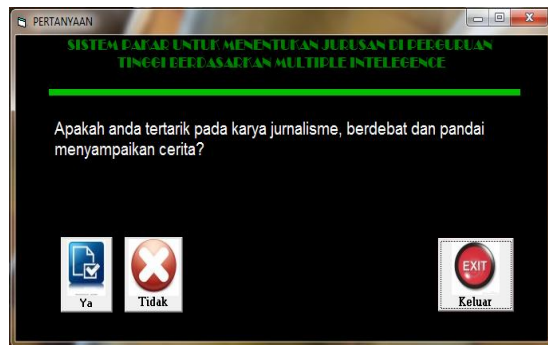 PERTANYAAN
SISTEM PAKAR UNTUK MENENTUKAN JURUSAN DI PERGURUAN
TINGGI BERDASARKAN MULTIPLE INTELEGENCE
Apakah anda tertarik pada karya jurnalisme, berdebat dan pandai
menyampaikan cerita?
EXIT
Ya Tidak Keluar